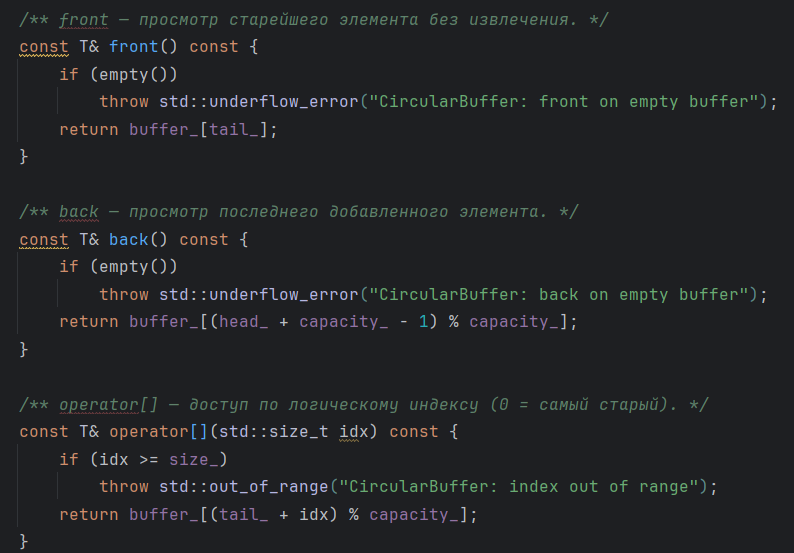 /** front — просмотр старейшего элемента без извлечения. */
const T& front() const {
    if (empty())
        throw std::underflow_error("CircularBuffer: front on empty buffer");
    return buffer_[tail_];
}

/** back — просмотр последнего добавленного элемента. */
const T& back() const {
    if (empty())
        throw std::underflow_error("CircularBuffer: back on empty buffer");
    return buffer_[(head_ + capacity_ - 1) % capacity_];
}

/** operator[] — доступ по логическому индексу (0 = самый старый). */
const T& operator[](std::size_t idx) const {
    if (idx >= size_)
        throw std::out_of_range("CircularBuffer: index out of range");
    return buffer_[(tail_ + idx) % capacity_];
}